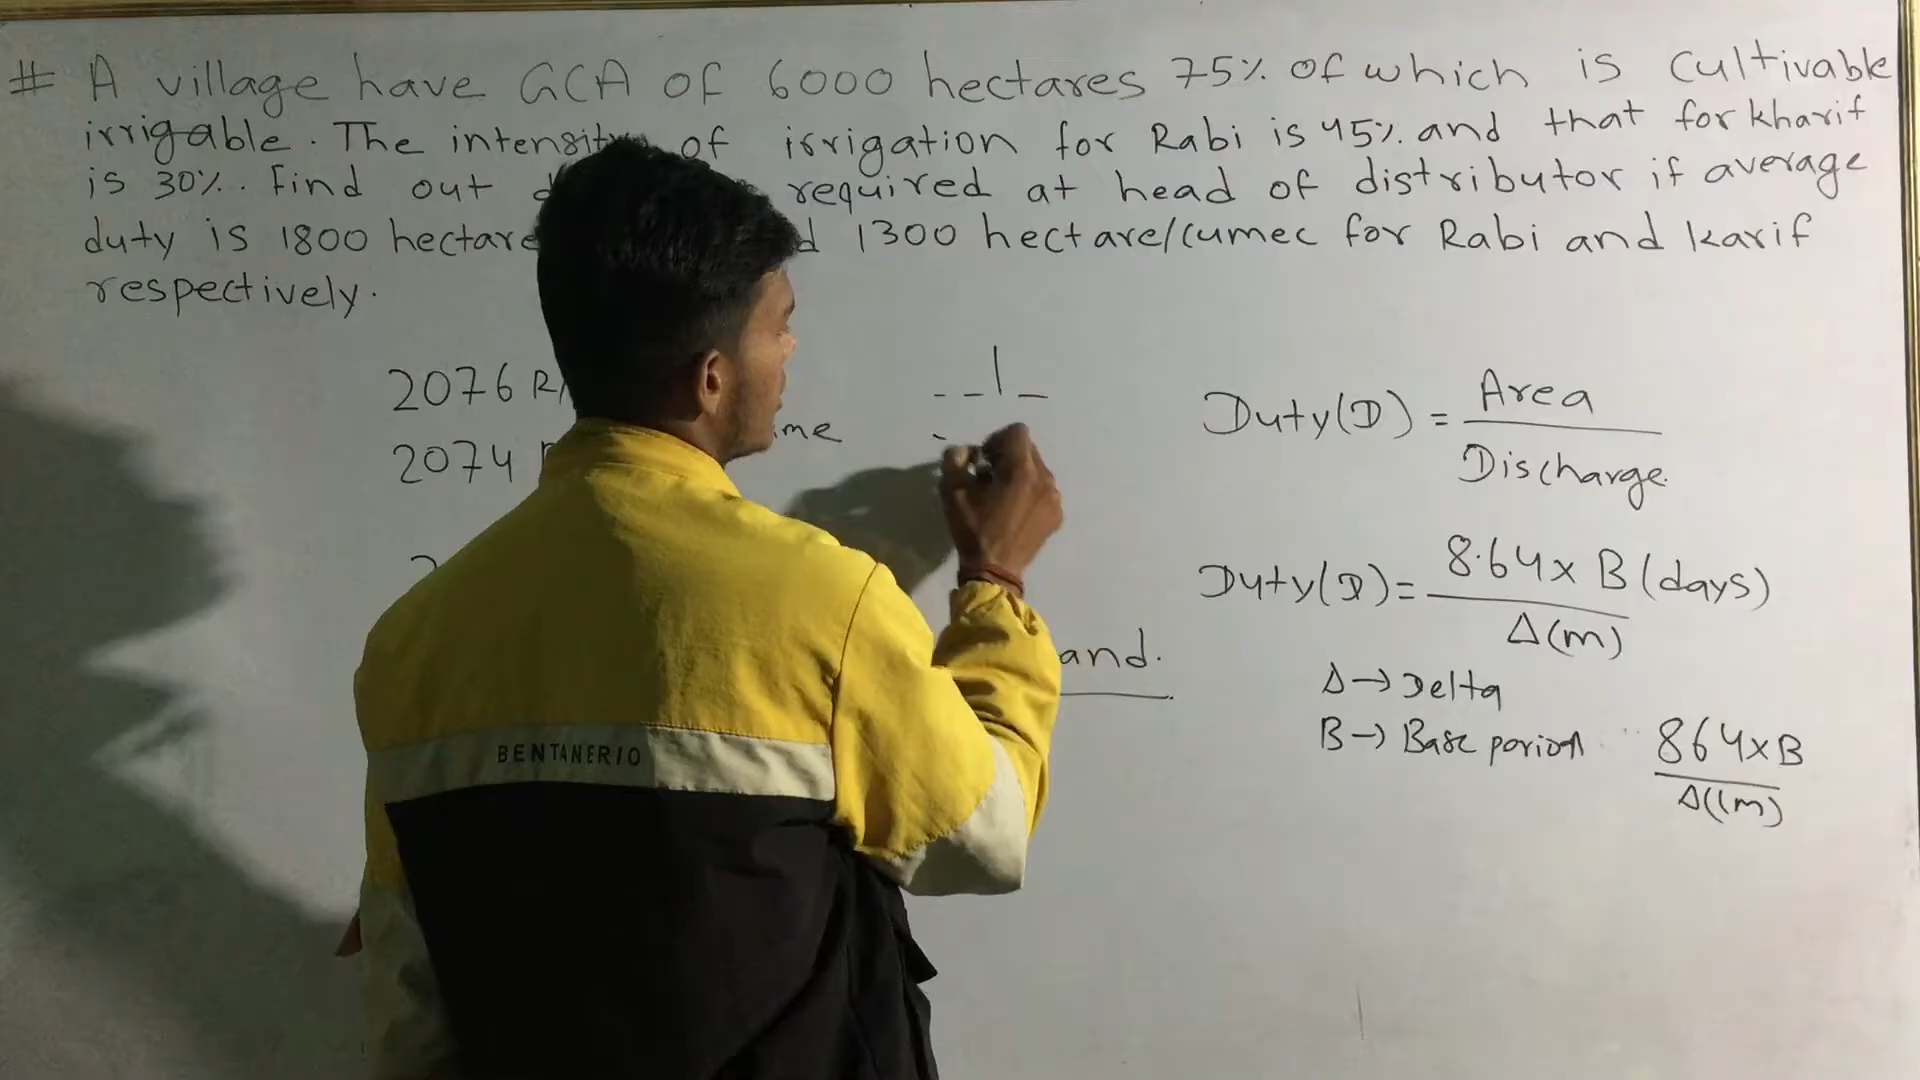 # A village have GCA of 6000 hectares 75% of which is cultivable
irrigable. The intensity of irrigation for Rabi is 45% and that for kharif
is 30%. Find out required at head of distributor if average
duty is 1800 hectare 1300 hectare/cumec for Rabi and karif
respectively.
2076 R/
2074
Duty(D) = Area
Discharge
Duty(D) = 8.64 x B (days)
Δ(m)
and.
Δ → Delta
B → Base period
864 x B
BENTANERIO